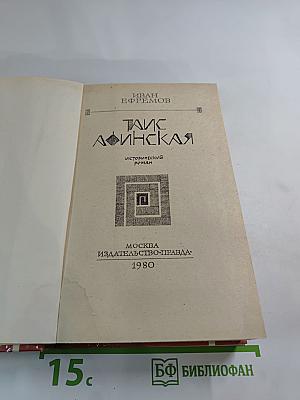 ИВАН
ЕФРЕМОВ
ТАИС
АФИНСКАЯ
ИСТОРИЧЕСКИЙ
РОМАН
МОСКВА
ИЗДАТЕЛЬСТВО «ПРАВДА»
1980
15с
БФ БИБЛИОФАН